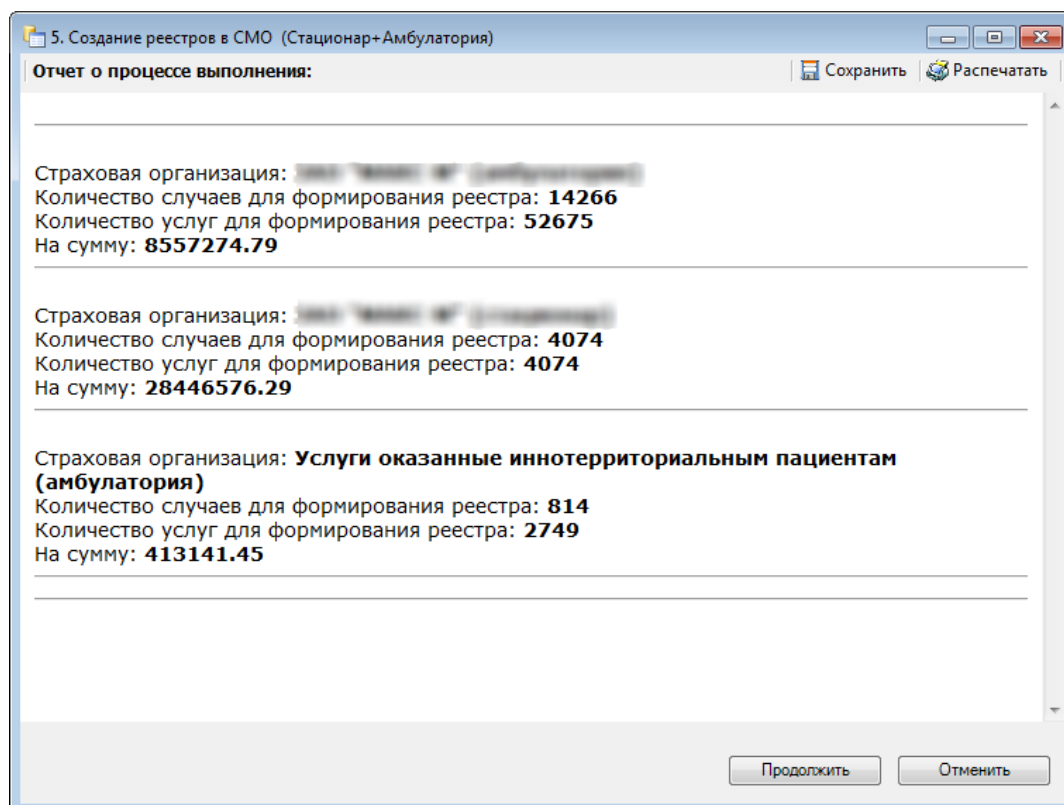 5. Создание реестров в СМО (Стационар+Амбулатория)
Отчет о процессе выполнения:
Сохранить
Распечатать
Страховая организация:
Количество случаев для формирования реестра: 14266
Количество услуг для формирования реестра: 52675
На сумму: 8557274.79
Страховая организация:
Количество случаев для формирования реестра: 4074
Количество услуг для формирования реестра: 4074
На сумму: 28446576.29
Страховая организация: Услуги оказанные иннотерриториальным пациентам
(амбулатория)
Количество случаев для формирования реестра: 814
Количество услуг для формирования реестра: 2749
На сумму: 413141.45
Продолжить
Отменить